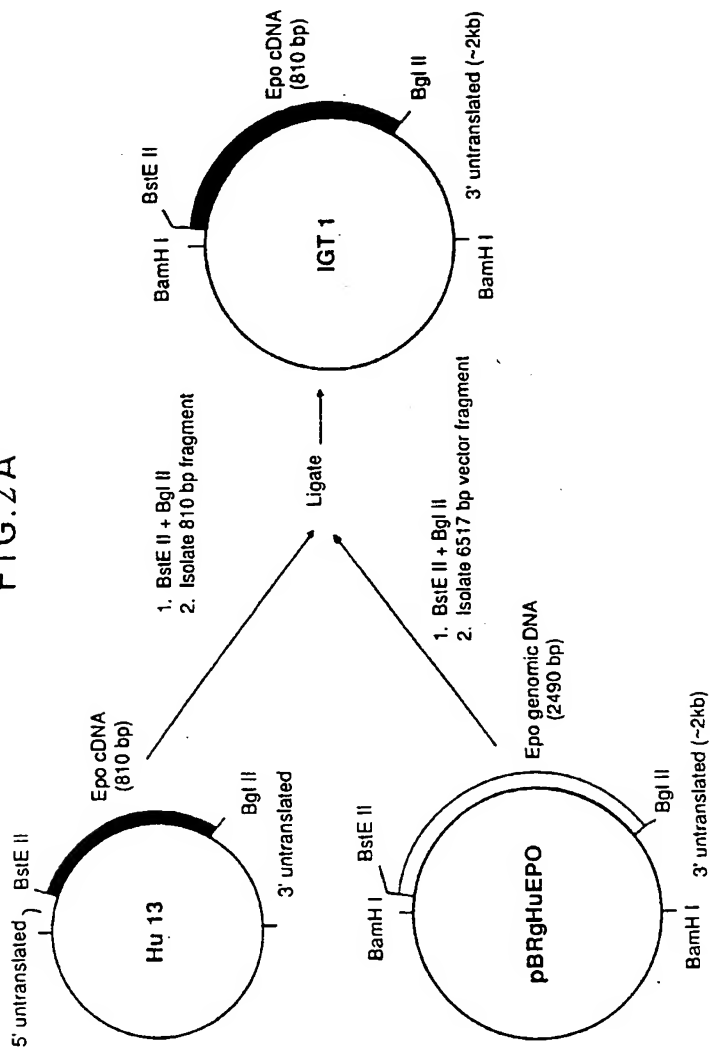 FIG.2A
5' untranslated
BstE II
Epo cDNA
(810 bp)
Bgl II
3' untranslated
Hu 13
1. BstE II + Bgl II
2. Isolate 810 bp fragment
BamH I
BstE II
Epo genomic DNA
(2490 bp)
Bgl II
3' untranslated (~2kb)
BamH I
pBRgHuEPO
1. BstE II + Bgl II
2. Isolate 6517 bp vector fragment
Ligate
BamH I
BstE II
Epo cDNA
(810 bp)
Bgl II
3' untranslated (~2kb)
BamH I
IGT 1